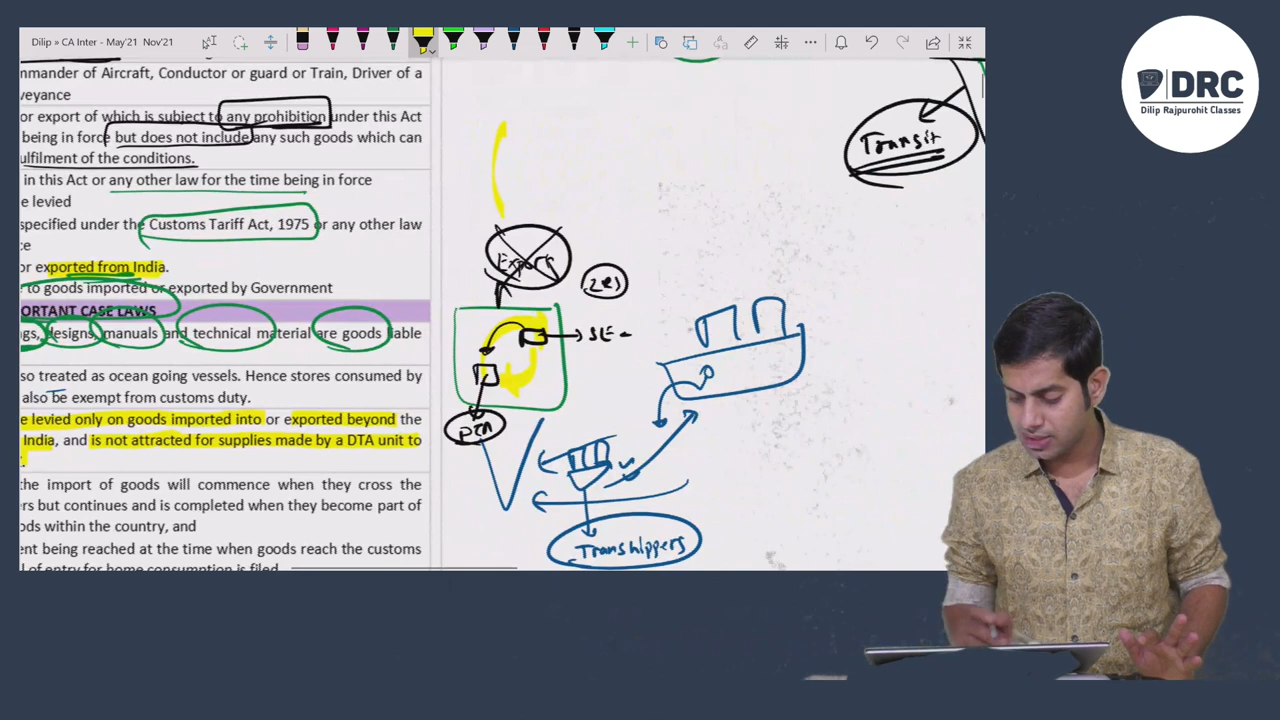 Dilip » CA Inter - May'21 Nov'21
DRC
Dilip Rajpurohit Classes
mmander of Aircraft, Conductor or guard or Train, Driver of a
veyance
or export of which is subject to any prohibition under this Act
being in force but does not include any such goods which can
ulfilment of the conditions.
in this Act or any other law for the time being in force
e levied
specified under the Customs Tariff Act, 1975 or any other law
ce
or exported from India.
to goods imported or exported by Government
ORTANT CASE LAWS
gs, designs, manuals and technical material are goods liable
so treated as ocean going vessels. Hence stores consumed by
also be exempt from customs duty.
e levied only on goods imported into or exported beyond the
India, and is not attracted for supplies made by a DTA unit to
the import of goods will commence when they cross the
rs but continues and is completed when they become part of
ods within the country, and
ent being reached at the time when goods reach the customs
l of entry for home consumption is filed.
Transit
Export
Transhippers